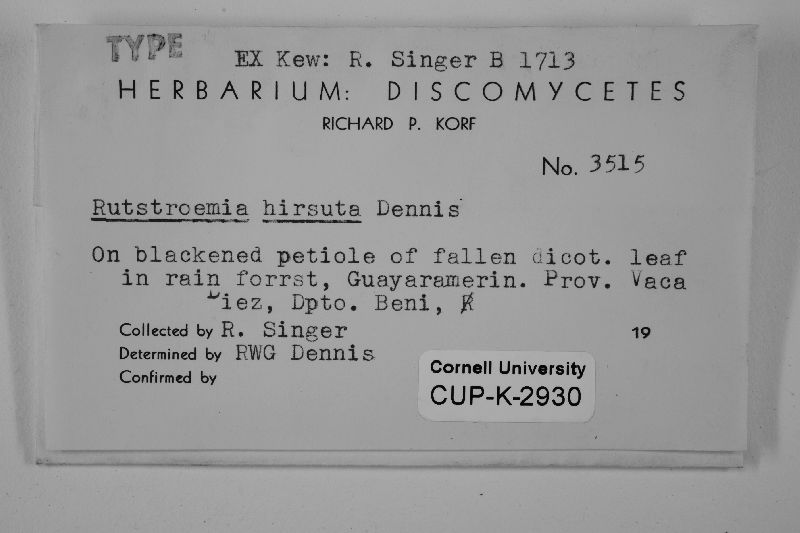 TYPE
EX Kew: R. Singer B 1713
HERBARIUM: DISCOMYCETES
RICHARD P. KORF
No. 3515
Rutstroemia hirsuta Dennis
On blackened petiole of fallen dicot. leaf
in rain forrst, Guayaramerin. Prov. Vaca
Diez, Dpto. Beni,
Collected by R. Singer 19
Determined by RWG Dennis
Confirmed by
Cornell University
CUP-K-2930